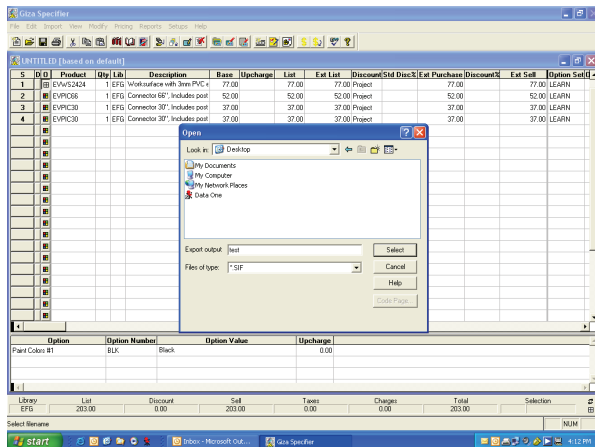 Giza Specifier
File Edit Import View Modify Pricing Reports Setups Help
UNTITLED [based on default]
S D O Product Qty Lib Description Base Upcharge List Ext List Discount Std Disc% Ext Purchase Discount% Ext Sell Option Set
1 EVWS2424 1 EFG Worksurface with 3mm PVC e 77.00 77.00 77.00 Project 77.00 77.00 LEARN
2 EVPIC66 1 EFG Connector 66", Includes post 52.00 52.00 52.00 Project 52.00 52.00 LEARN
3 EVPIC30 1 EFG Connector 30", Includes post 37.00 37.00 37.00 Project 37.00 37.00 LEARN
4 EVPIC30 1 EFG Connector 30", Includes post 37.00 37.00 37.00 Project 37.00 37.00 LEARN
Open
Look in: Desktop
My Documents
My Computer
My Network Places
Data One
Export output test Select
Files of type: *.SIF Cancel
Help
Code Page...
Option Option Number Option Value Upcharge
Paint Colors #1 BLK Black 0.00
Library List Discount Sell Taxes Charges Total Selection
EFG 203.00 0.00 203.00 0.00 0.00 203.00
Select filename NUM
start Inbox - Microsoft Out... Giza Specifier 4:12 PM